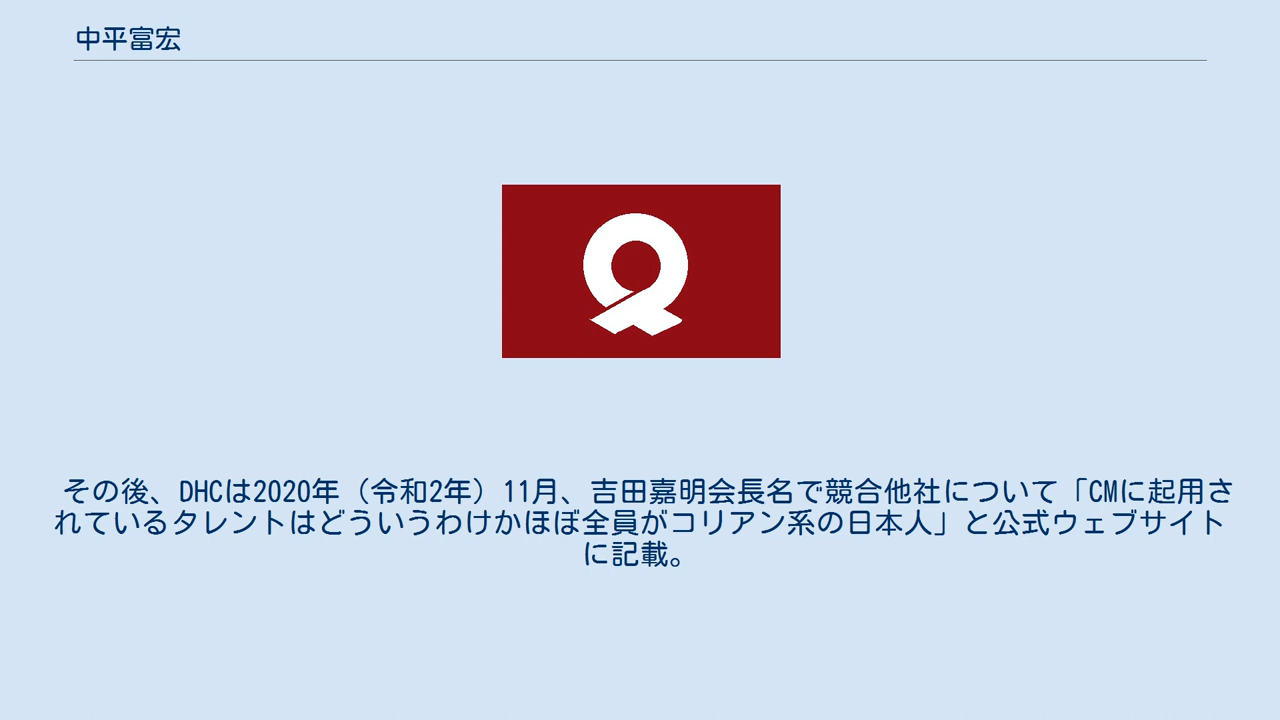 中平富宏
その後、DHCは2020年（令和2年）11月、吉田嘉明会長名で競合他社について「CMに起用さ
れているタレントはどういうわけかほぼ全員がコリアン系の日本人」と公式ウェブサイト
に記載。